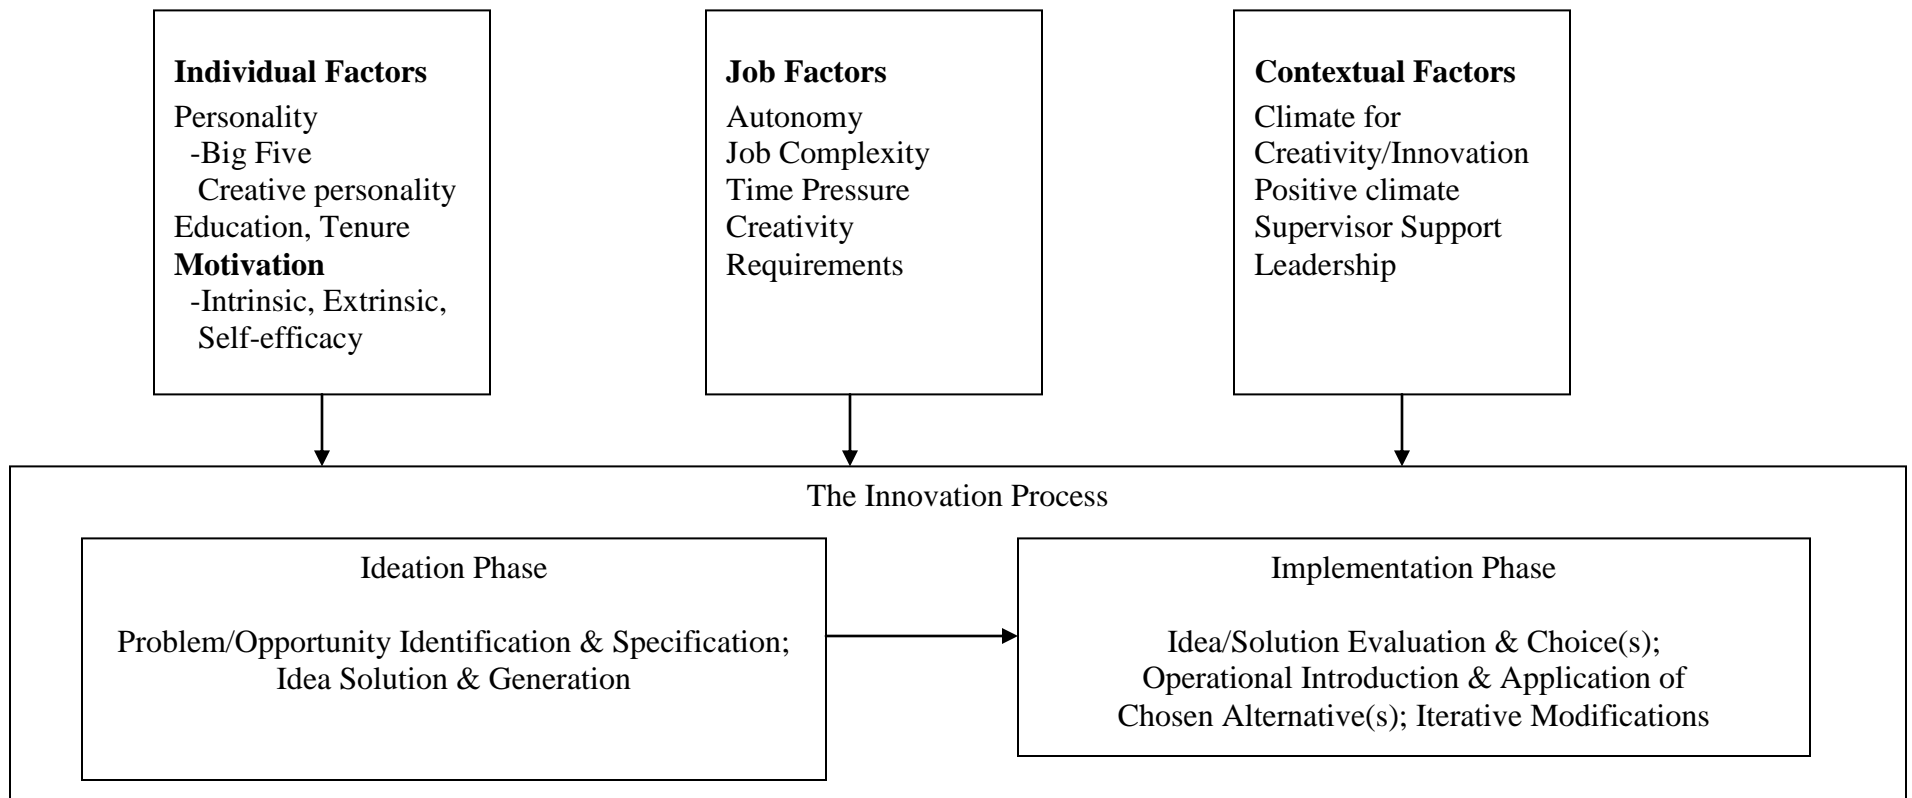 Individual Factors
Personality
-Big Five
Creative personality
Education, Tenure
Motivation
-Intrinsic, Extrinsic,
Self-efficacy
Job Factors
Autonomy
Job Complexity
Time Pressure
Creativity
Requirements
Contextual Factors
Climate for
Creativity/Innovation
Positive climate
Supervisor Support
Leadership
The Innovation Process
Ideation Phase
Problem/Opportunity Identification & Specification;
Idea Solution & Generation
Implementation Phase
Idea/Solution Evaluation & Choice(s);
Operational Introduction & Application of
Chosen Alternative(s); Iterative Modifications